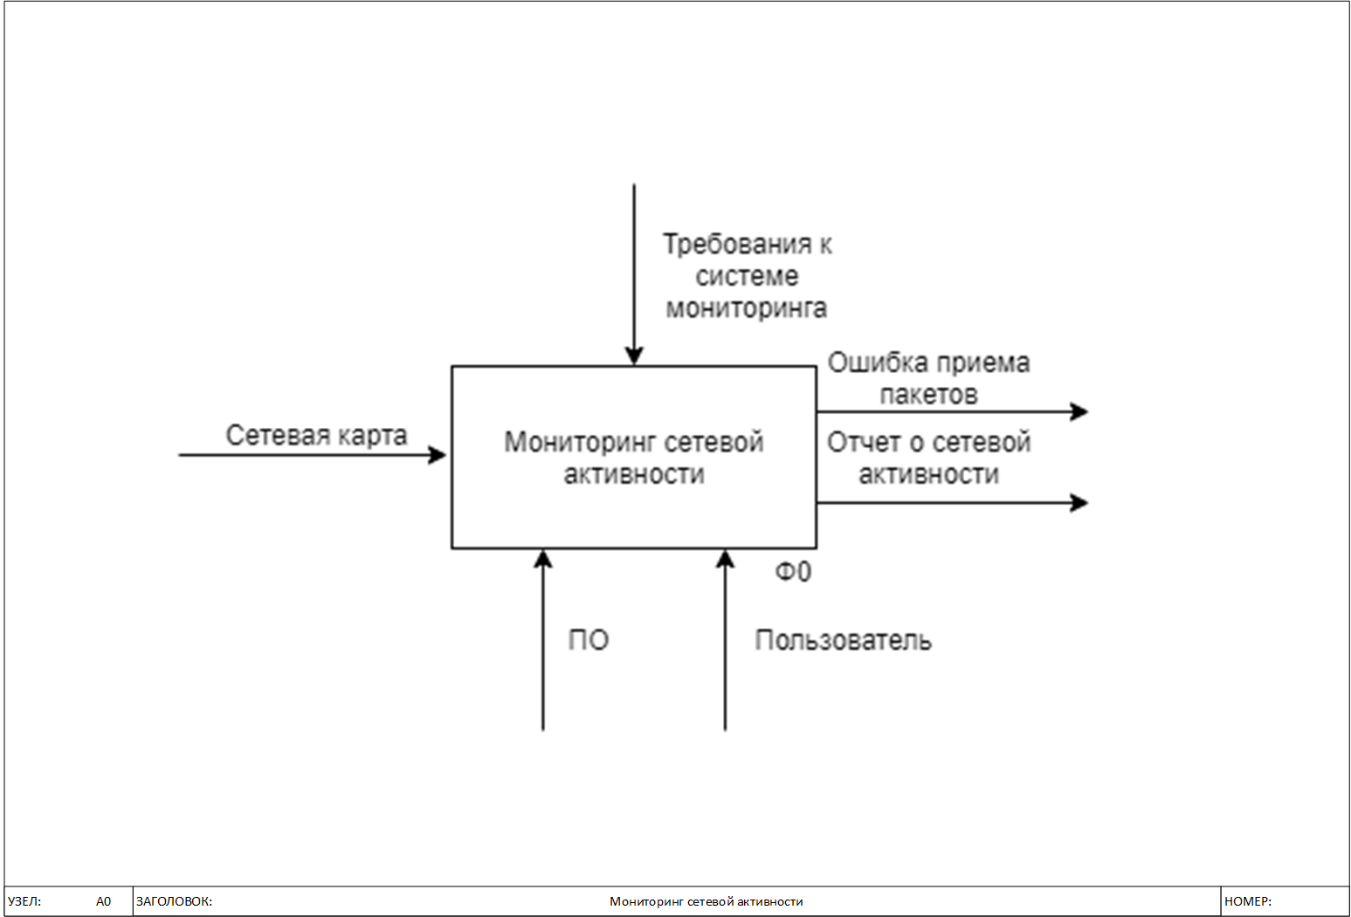 Требования к
системе
мониторинга
Ошибка приема
пакетов
Сетевая карта
Мониторинг сетевой
активности
Отчет о сетевой
активности
Ф0
ПО
Пользователь
УЗЕЛ: А0 ЗАГОЛОВОК: Мониторинг сетевой активности НОМЕР: